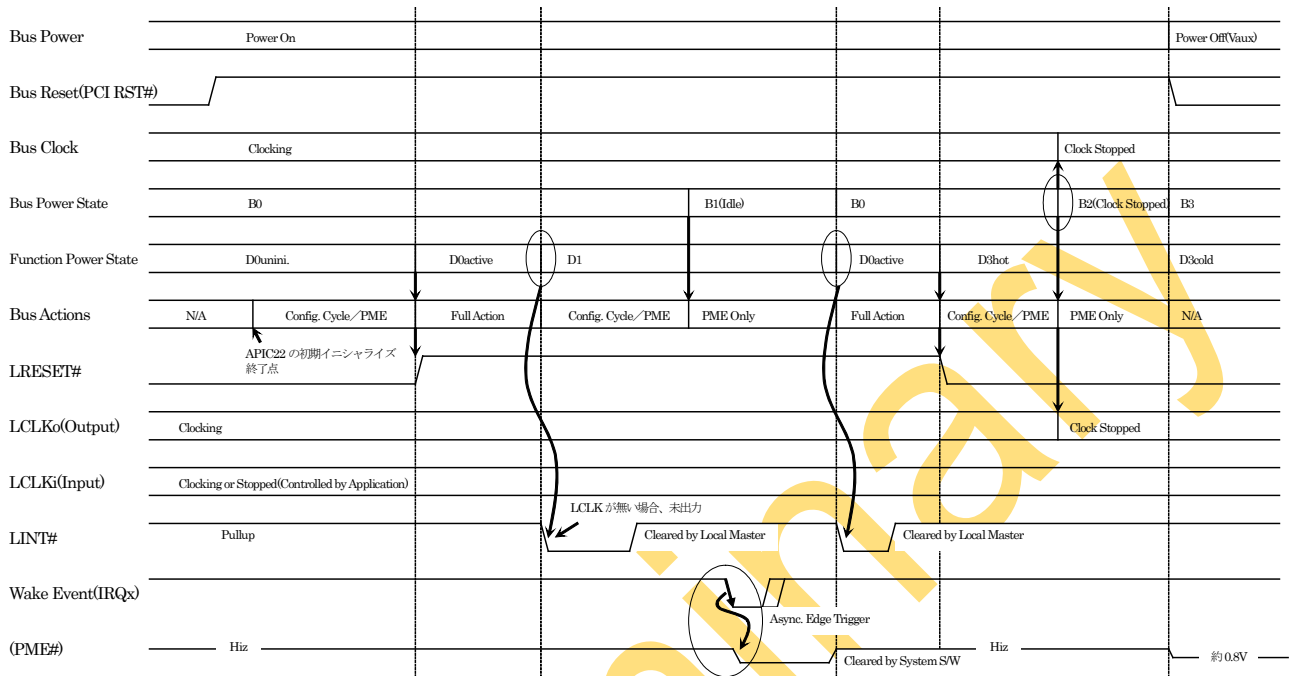 Bus Power
Power On
Power Off(Vaux)
Bus Reset(PCI RST#)
Bus Clock
Clocking
Clock Stopped
Bus Power State
B0
B1(Idle)
B0
B2(Clock Stopped)
B3
Function Power State
D0unini.
D0active
D1
D0active
D3hot
D3cold
Bus Actions
N/A
Config. Cycle／PME
Full Action
Config. Cycle／PME
PME Only
Full Action
Config. Cycle／PME
PME Only
N/A
APIC22 の初期イニシャライズ
終了点
LRESET#
LCLKo(Output)
Clocking
Clock Stopped
LCLKi(Input)
Clocking or Stopped(Controlled by Application)
LCLK が無い場合、未出力
LINT#
Pullup
Cleared by Local Master
Cleared by Local Master
Wake Event(IRQx)
Async. Edge Trigger
(PME#)
Hiz
Cleared by System S/W
Hiz
約 0.8V
inary